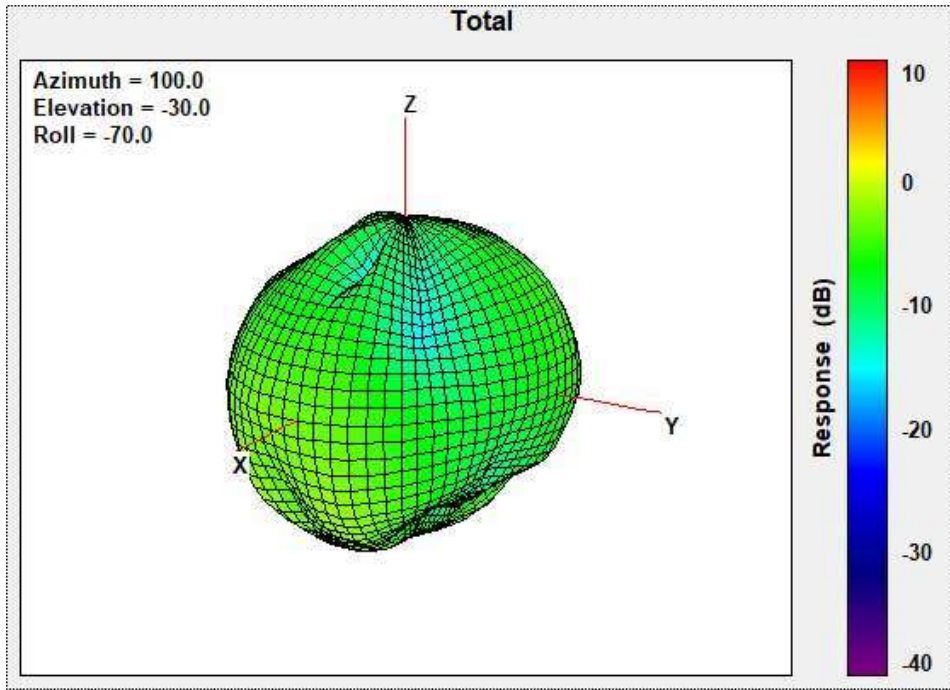 Total
Azimuth = 100.0
Elevation = -30.0
Roll = -70.0
Z
Y
X
10
0
-10
-20
-30
-40
Response (dB)